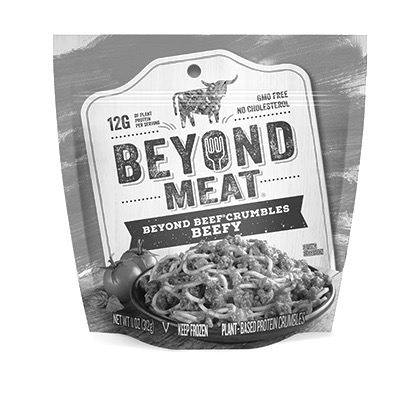 12G OF PLANT
PROTEIN
PER SERVING
GMO FREE
NO CHOLESTEROL
BEYOND
MEAT
BEYOND BEEF CRUMBLES
BEEFY
KEEP FROZEN
PLANT-BASED PROTEIN CRUMBLES